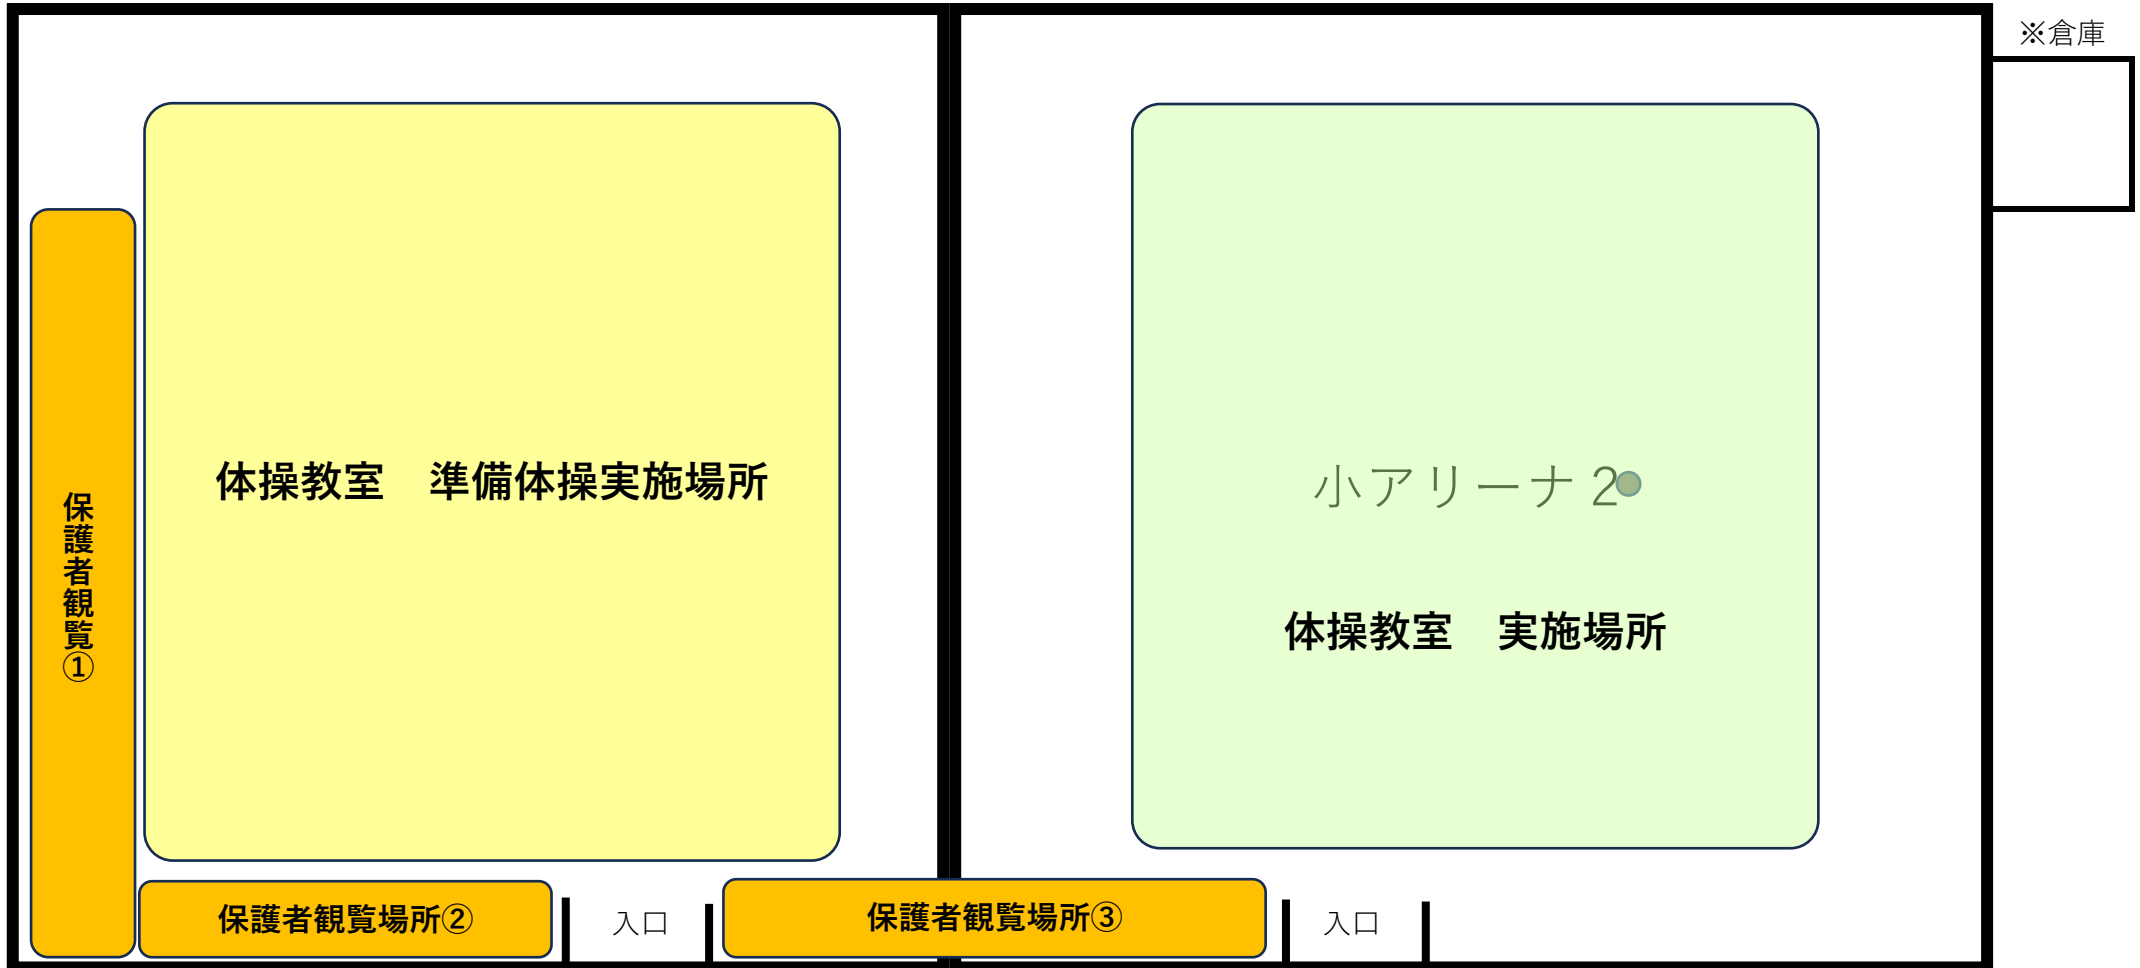 ※倉庫
体操教室　準備体操実施場所
小アリーナ２
保護者観覧①
体操教室　実施場所
保護者観覧場所②
入口
保護者観覧場所③
入口